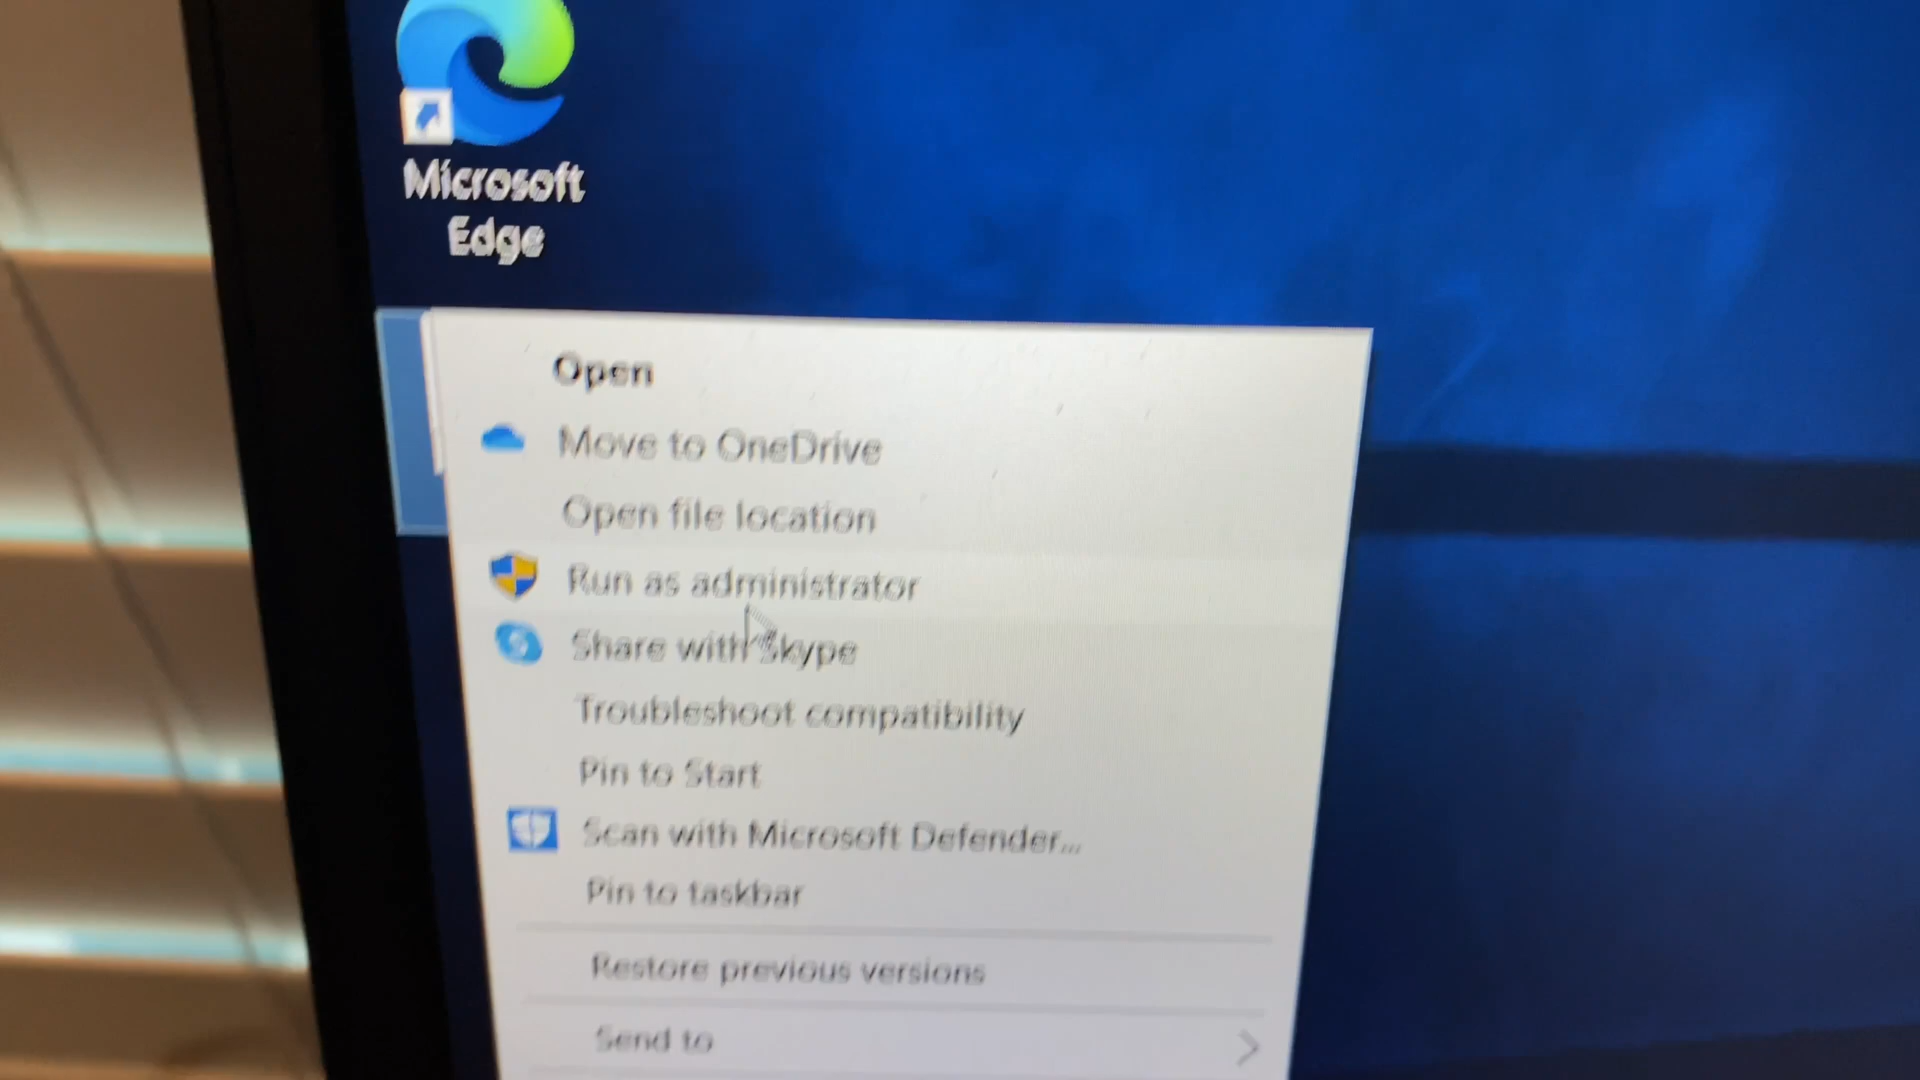 Microsoft
Edge
Open
Move to OneDrive
Open file location
Run as administrator
Share with Skype
Troubleshoot compatibility
Pin to Start
Scan with Microsoft Defender...
Pin to taskbar
Restore previous versions
Send to